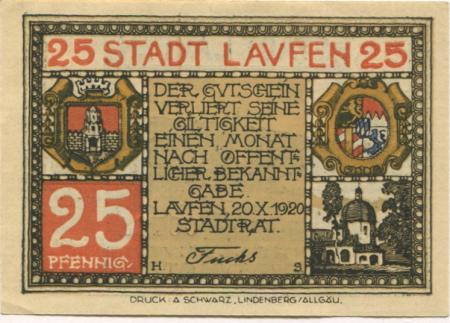 25 STADT LAVFEN 25
DER GVTSCHEIN
VERLIERT SEINE
GILTIGKEIT
EINEN MONAT
NACH OFFENT-
LICHER BEKANNT-
GABE.
LAVFEN, 20.X.1920
STADTRAT.
Fuchs
H. S
25
PFENNIG
DRUCK: A SCHWARZ, LINDENBERG/ALLGÄU.